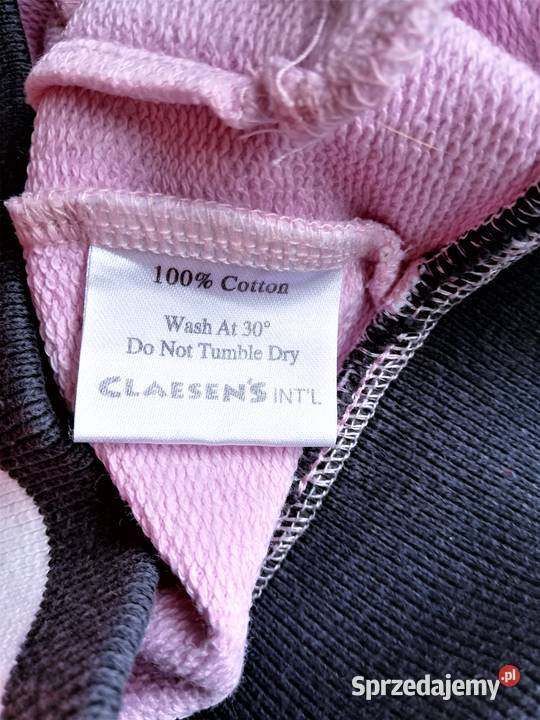 100% Cotton
Wash At 30°
Do Not Tumble Dry
CLAESEN'S INT'L
Sprzedajemy.pl